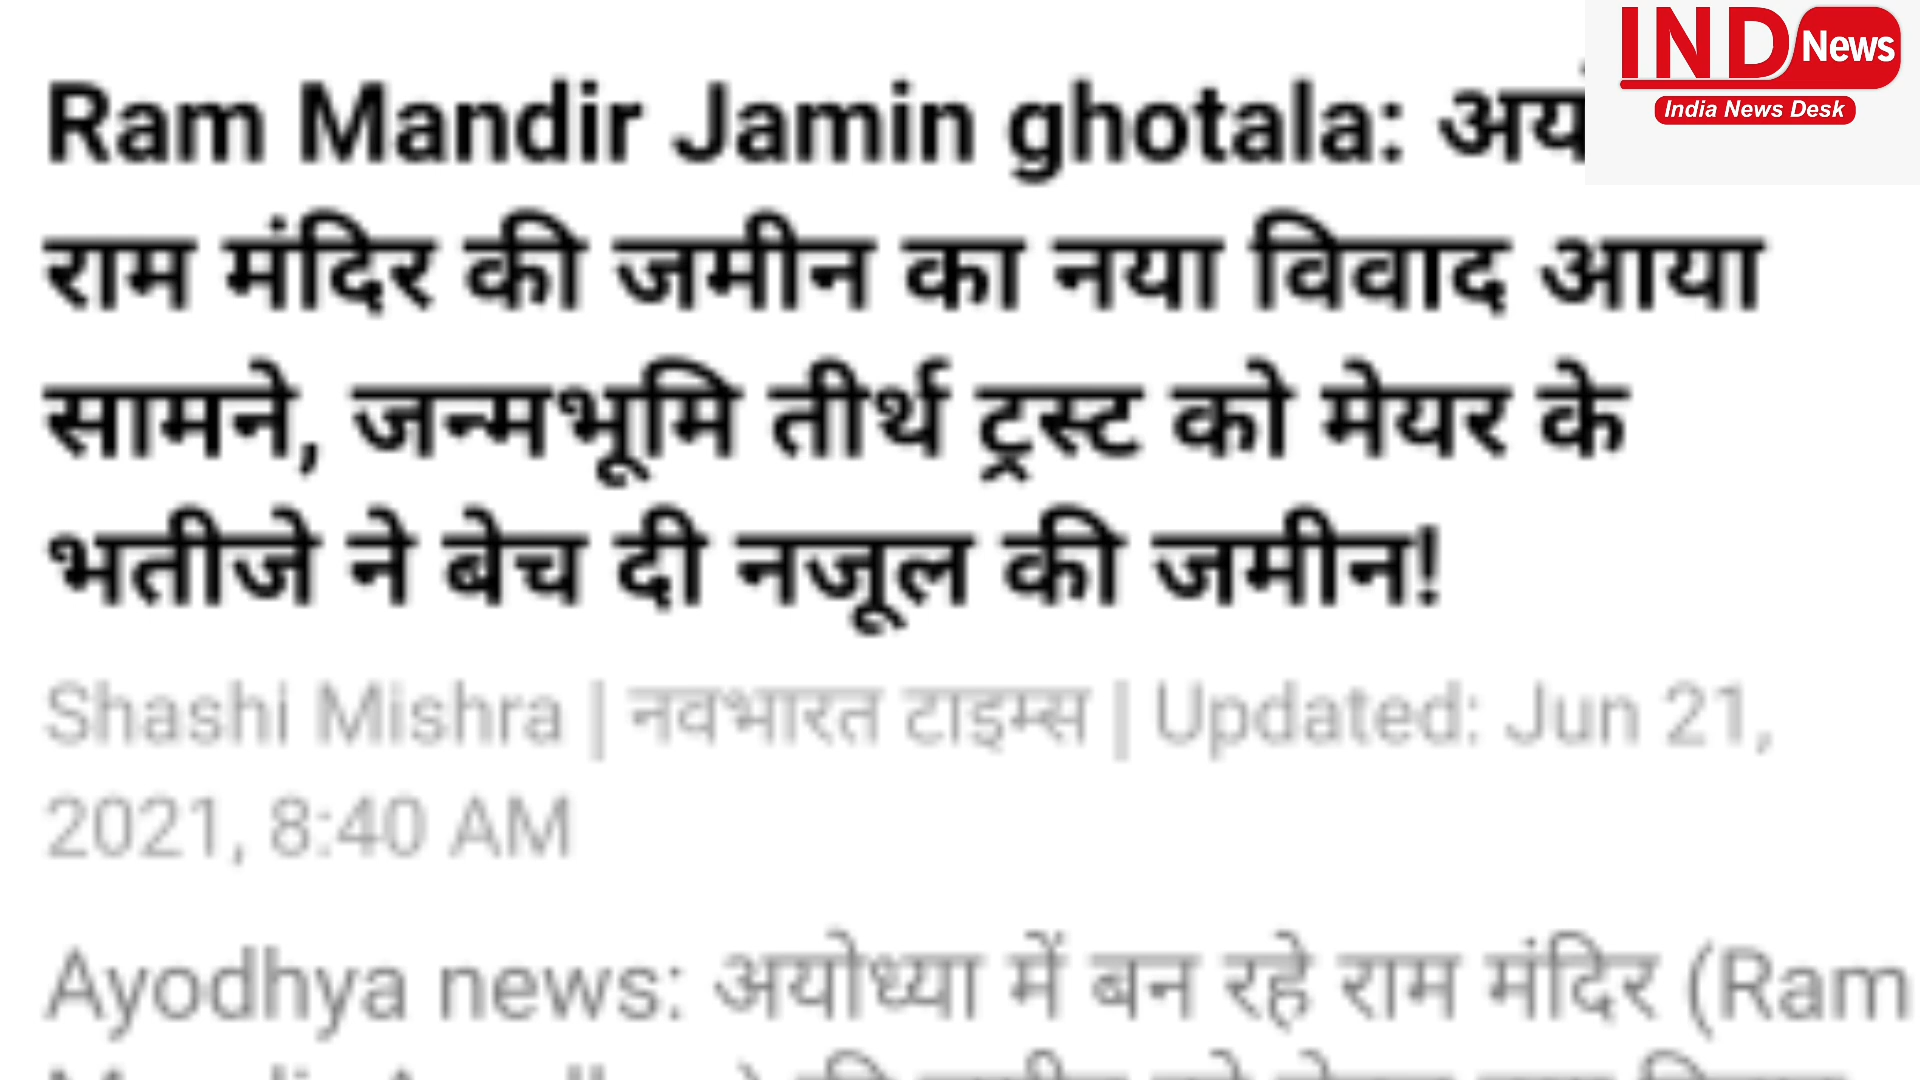 IND News
India News Desk
Ram Mandir Jamin ghotala:
राम मंदिर की जमीन का नया विवाद आया
सामने, जन्मभूमि तीर्थ ट्रस्ट को मेयर के
भतीजे ने बेच दी नजूल की जमीन!
Shashi Mishra | नवभारत टाइम्स | Updated: Jun 21,
2021, 8:40 AM
Ayodhya news: अयोध्या में बन रहे राम मंदिर (Ram